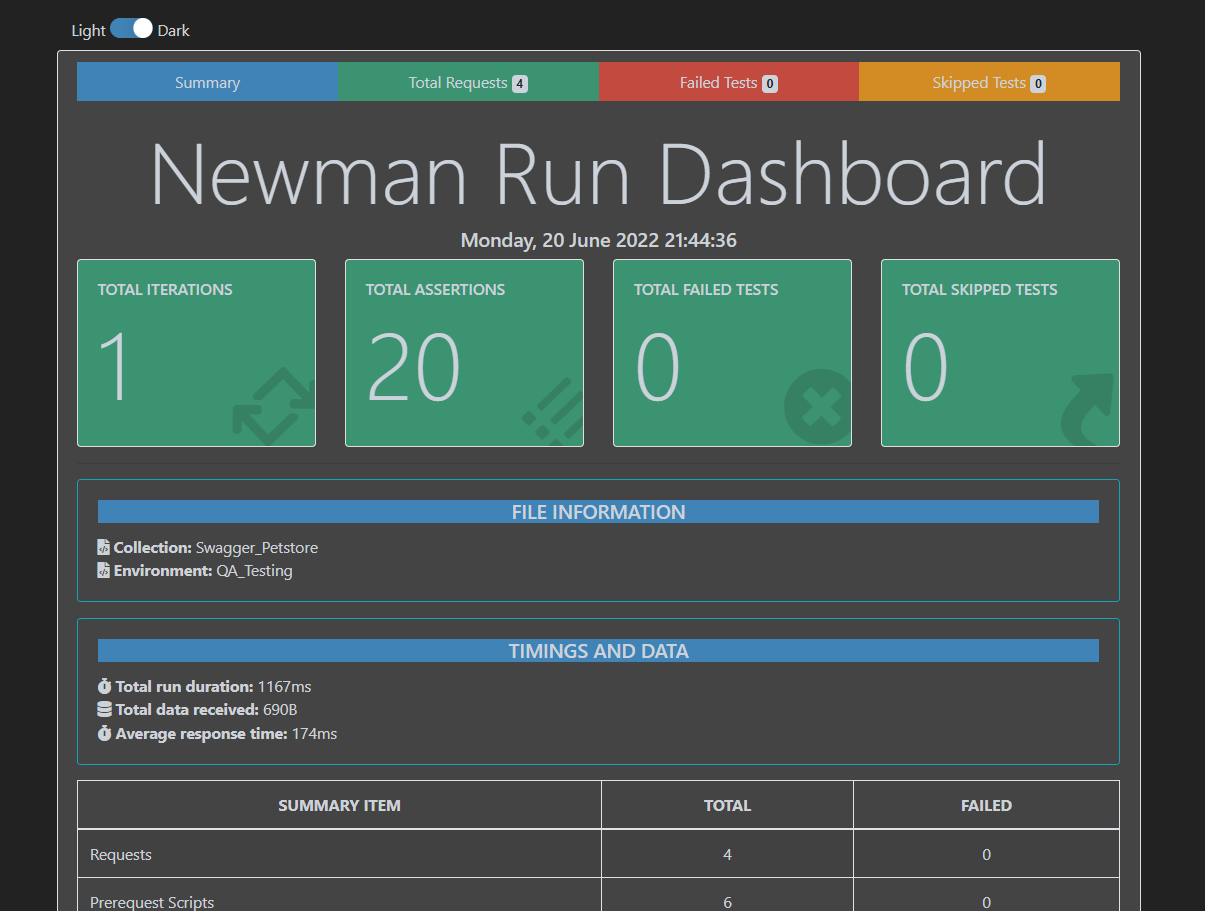 Light Dark
Summary Total Requests 4 Failed Tests 0 Skipped Tests 0
Newman Run Dashboard
Monday, 20 June 2022 21:44:36
TOTAL ITERATIONS TOTAL ASSERTIONS TOTAL FAILED TESTS TOTAL SKIPPED TESTS
1 20 0 0
FILE INFORMATION
Collection: Swagger_Petstore
Environment: QA_Testing
TIMINGS AND DATA
Total run duration: 1167ms
Total data received: 690B
Average response time: 174ms
SUMMARY ITEM TOTAL FAILED
Requests 4 0
Prerequest Scripts 6 0